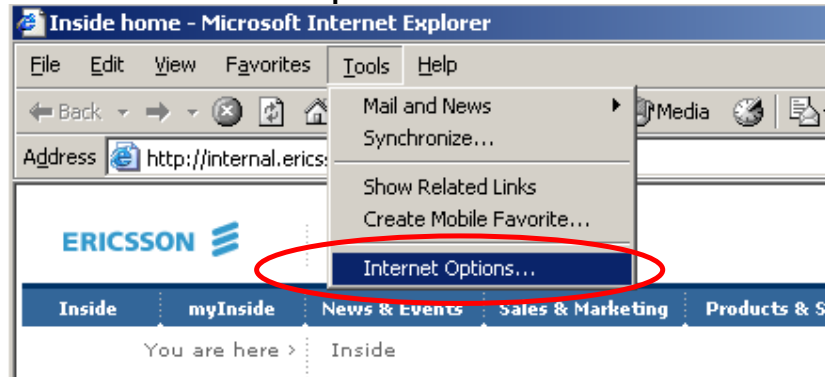 Inside home - Microsoft Internet Explorer
File Edit View Favorites Tools Help
Back Media
Address http://internal.erics
Mail and News
Synchronize...
Show Related Links
Create Mobile Favorite...
Internet Options...
ERICSSON
Inside myInside News & Events Sales & Marketing Products & S
You are here > Inside